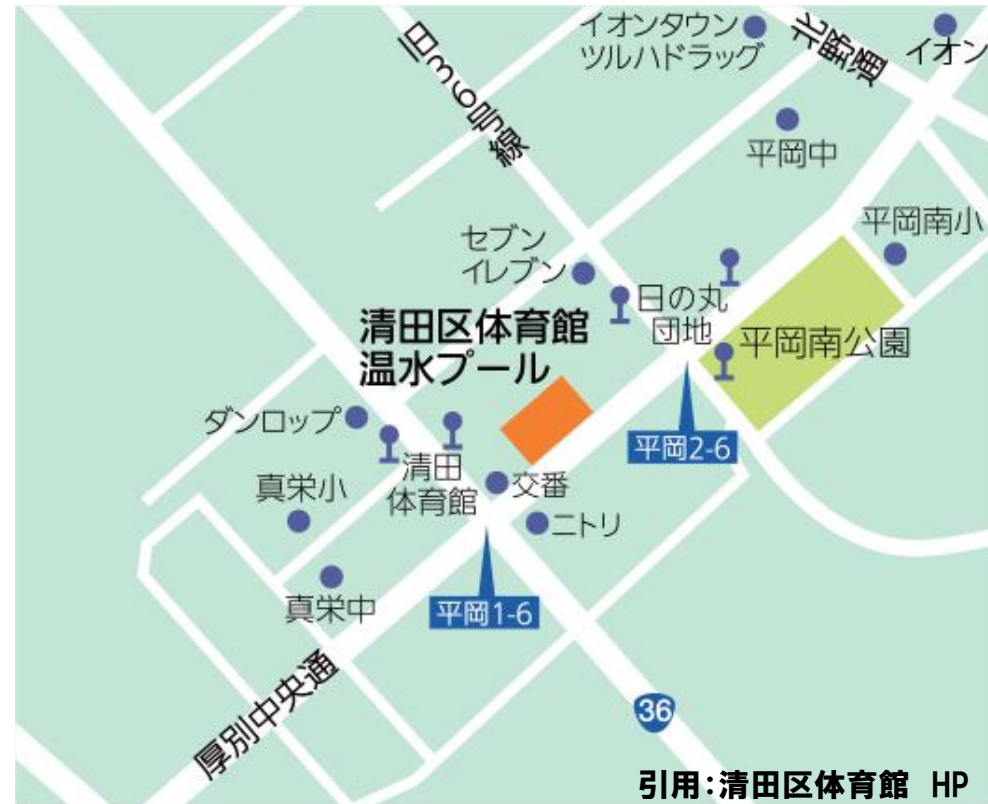 イオンタウン
ツルハドラッグ
北野通
イオン
旧36号線
平岡中
平岡南小
セブン
イレブン
日の丸
団地
平岡南公園
清田区体育館
温水プール
ダンロップ
平岡2-6
清田
体育館
真栄小
交番
ニトリ
真栄中
平岡1-6
厚別中央通
36
引用:清田区体育館 HP